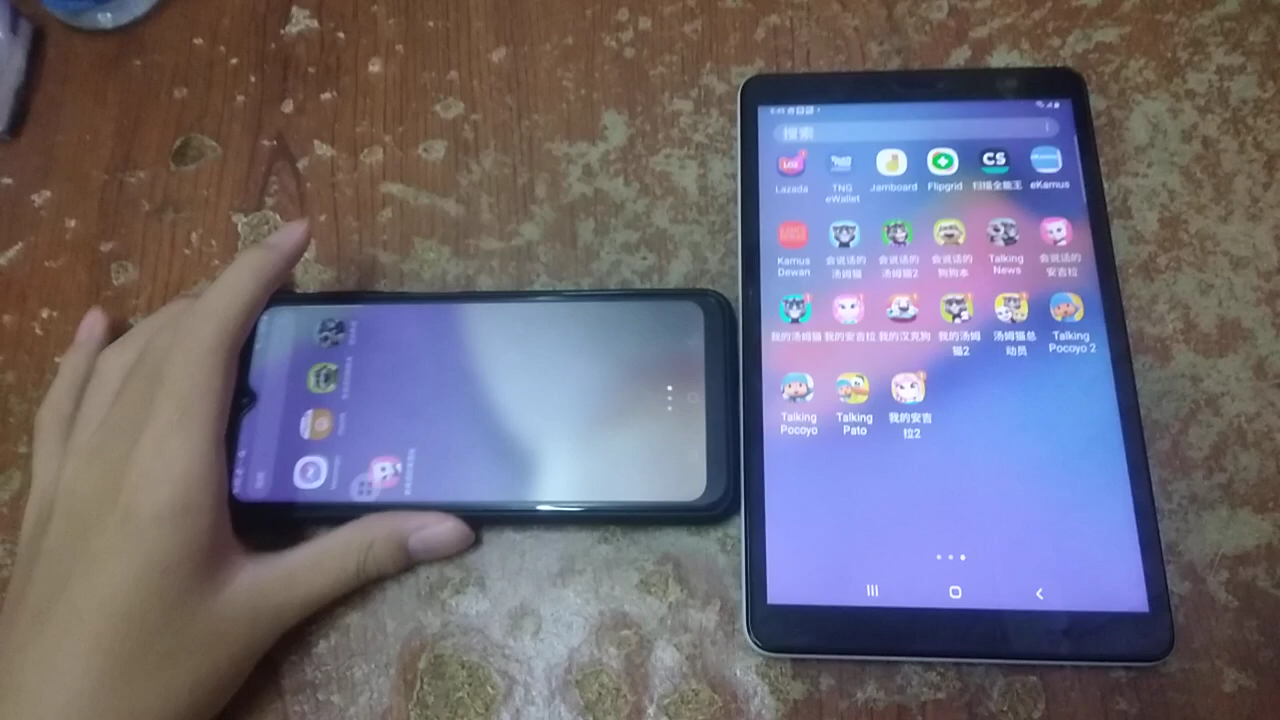 搜索
Lazada
TNG
eWallet
Jamboard
Flipgrid
CS
扫描全能王
eKamus
Kamus
Dewan
会说话的
汤姆猫
会说话的
汤姆猫2
会说话的
狗狗本
Talking
News
会说话的
安吉拉
我的汤姆猫
我的安吉拉
我的汉克狗
我的汤姆
猫2
汤姆猫总
动员
Talking
Pocoyo 2
Talking
Pocoyo
Talking
Pato
我的安吉
拉2